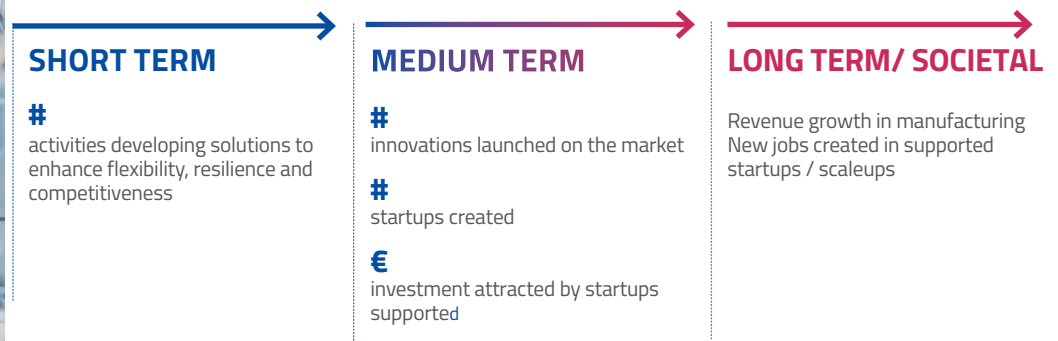 SHORT TERM
#
activities developing solutions to
enhance flexibility, resilience and
competitiveness
MEDIUM TERM
#
innovations launched on the market
#
startups created
€
investment attracted by startups
supported
LONG TERM/ SOCIETAL
Revenue growth in manufacturing
New jobs created in supported
startups / scaleups